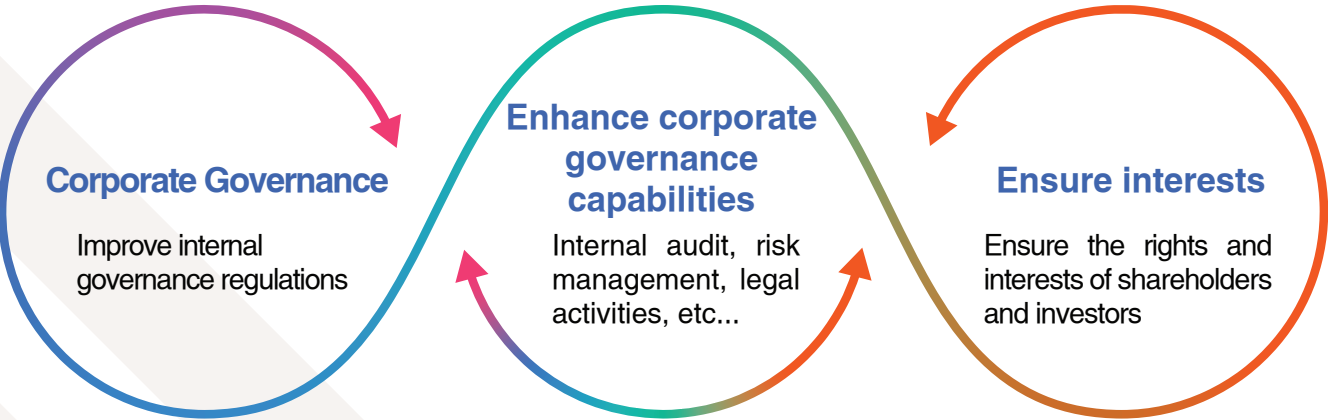 Corporate Governance
Improve internal
governance regulations
Enhance corporate
governance
capabilities
Internal audit, risk
management, legal
activities, etc...
Ensure interests
Ensure the rights and
interests of shareholders
and investors